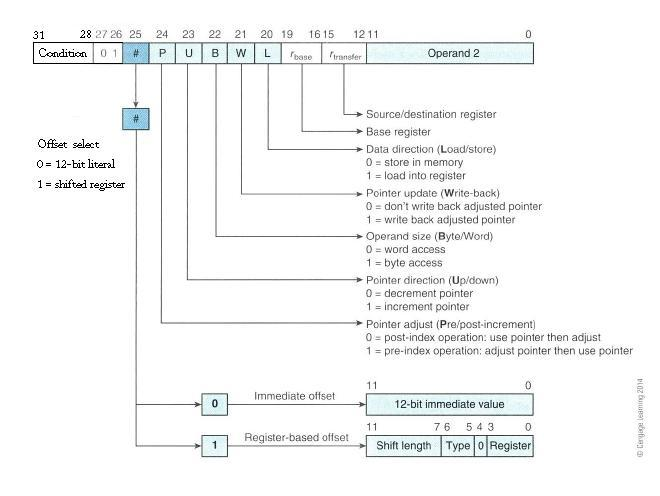 31 28 27 26 25 24 23 22 21 20 19 16 15 12 11 0
Condition 0 1 # P U B W L rbase rtransfer Operand 2
#
Offset select
0 = 12-bit literal
1 = shifted register
Source/destination register
Base register
Data direction (Load/store)
0 = store in memory
1 = load into register
Pointer update (Write-back)
0 = don't write back adjusted pointer
1 = write back adjusted pointer
Operand size (Byte/Word)
0 = word access
1 = byte access
Pointer direction (Up/down)
0 = decrement pointer
1 = increment pointer
Pointer adjust (Pre/post-increment)
0 = post-index operation: use pointer then adjust
1 = pre-index operation: adjust pointer then use pointer
11 0
0 Immediate offset 12-bit immediate value
11 7 6 5 4 3 0
1 Register-based offset Shift length Type 0 Register
© Cengage Learning 2014